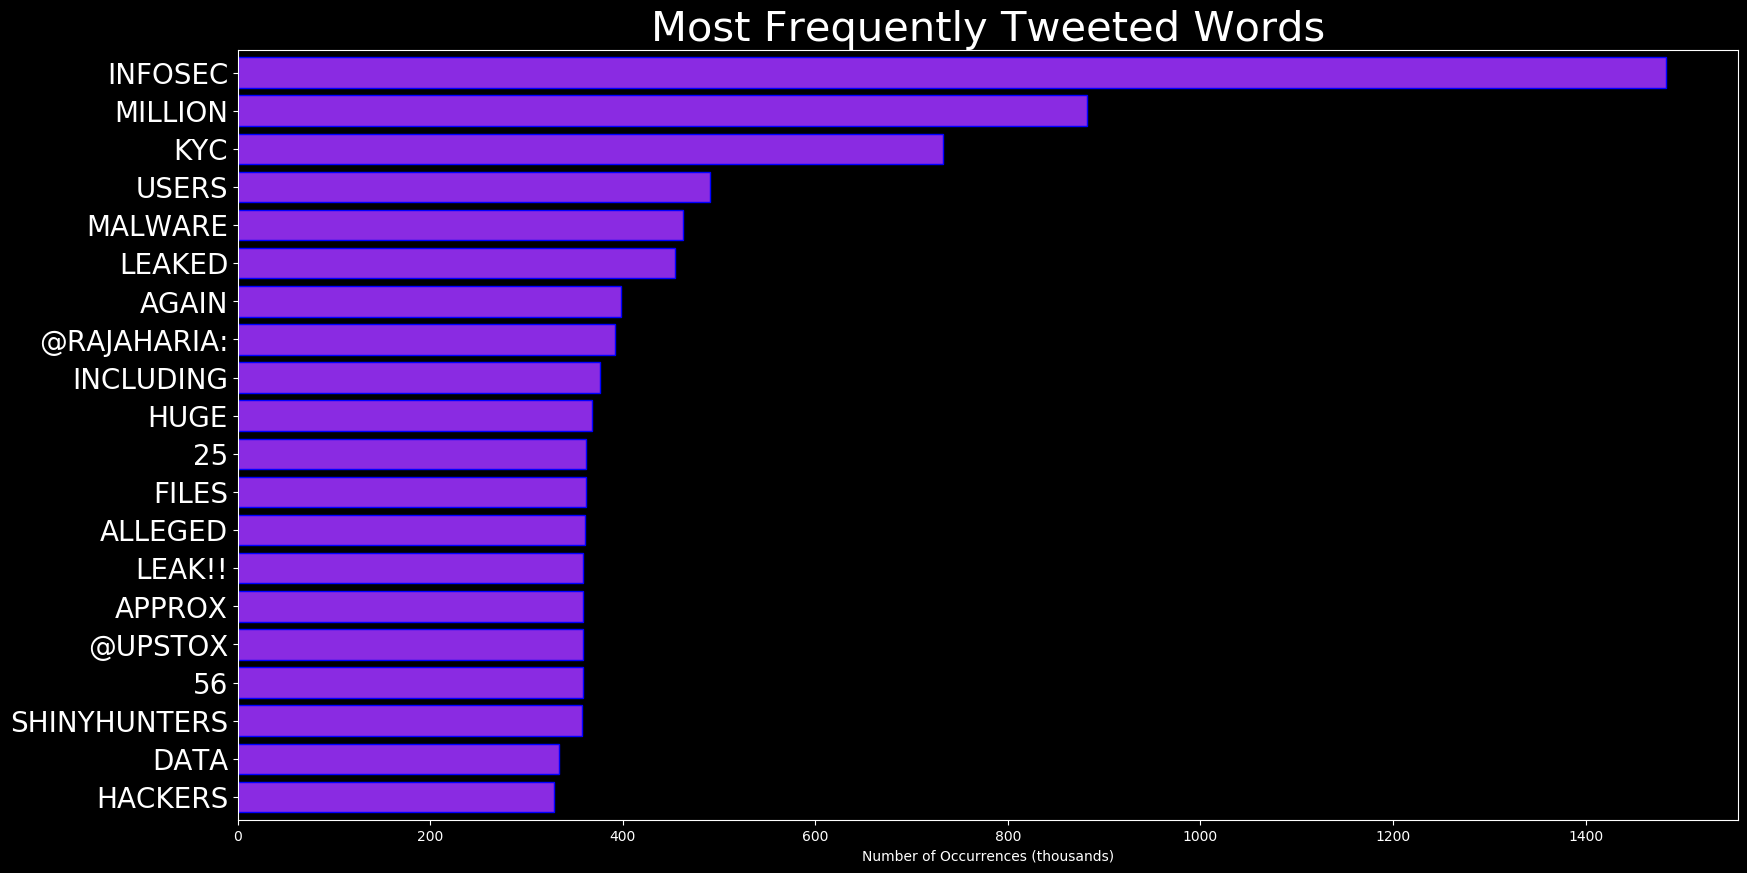 Most Frequently Tweeted Words
INFOSEC
MILLION
KYC
USERS
MALWARE
LEAKED
AGAIN
@RAJAHARIA:
INCLUDING
HUGE
25
FILES
ALLEGED
LEAK!!
APPROX
@UPSTOX
56
SHINYHUNTERS
DATA
HACKERS
0 200 400 600 800 1000 1200 1400
Number of Occurrences (thousands)